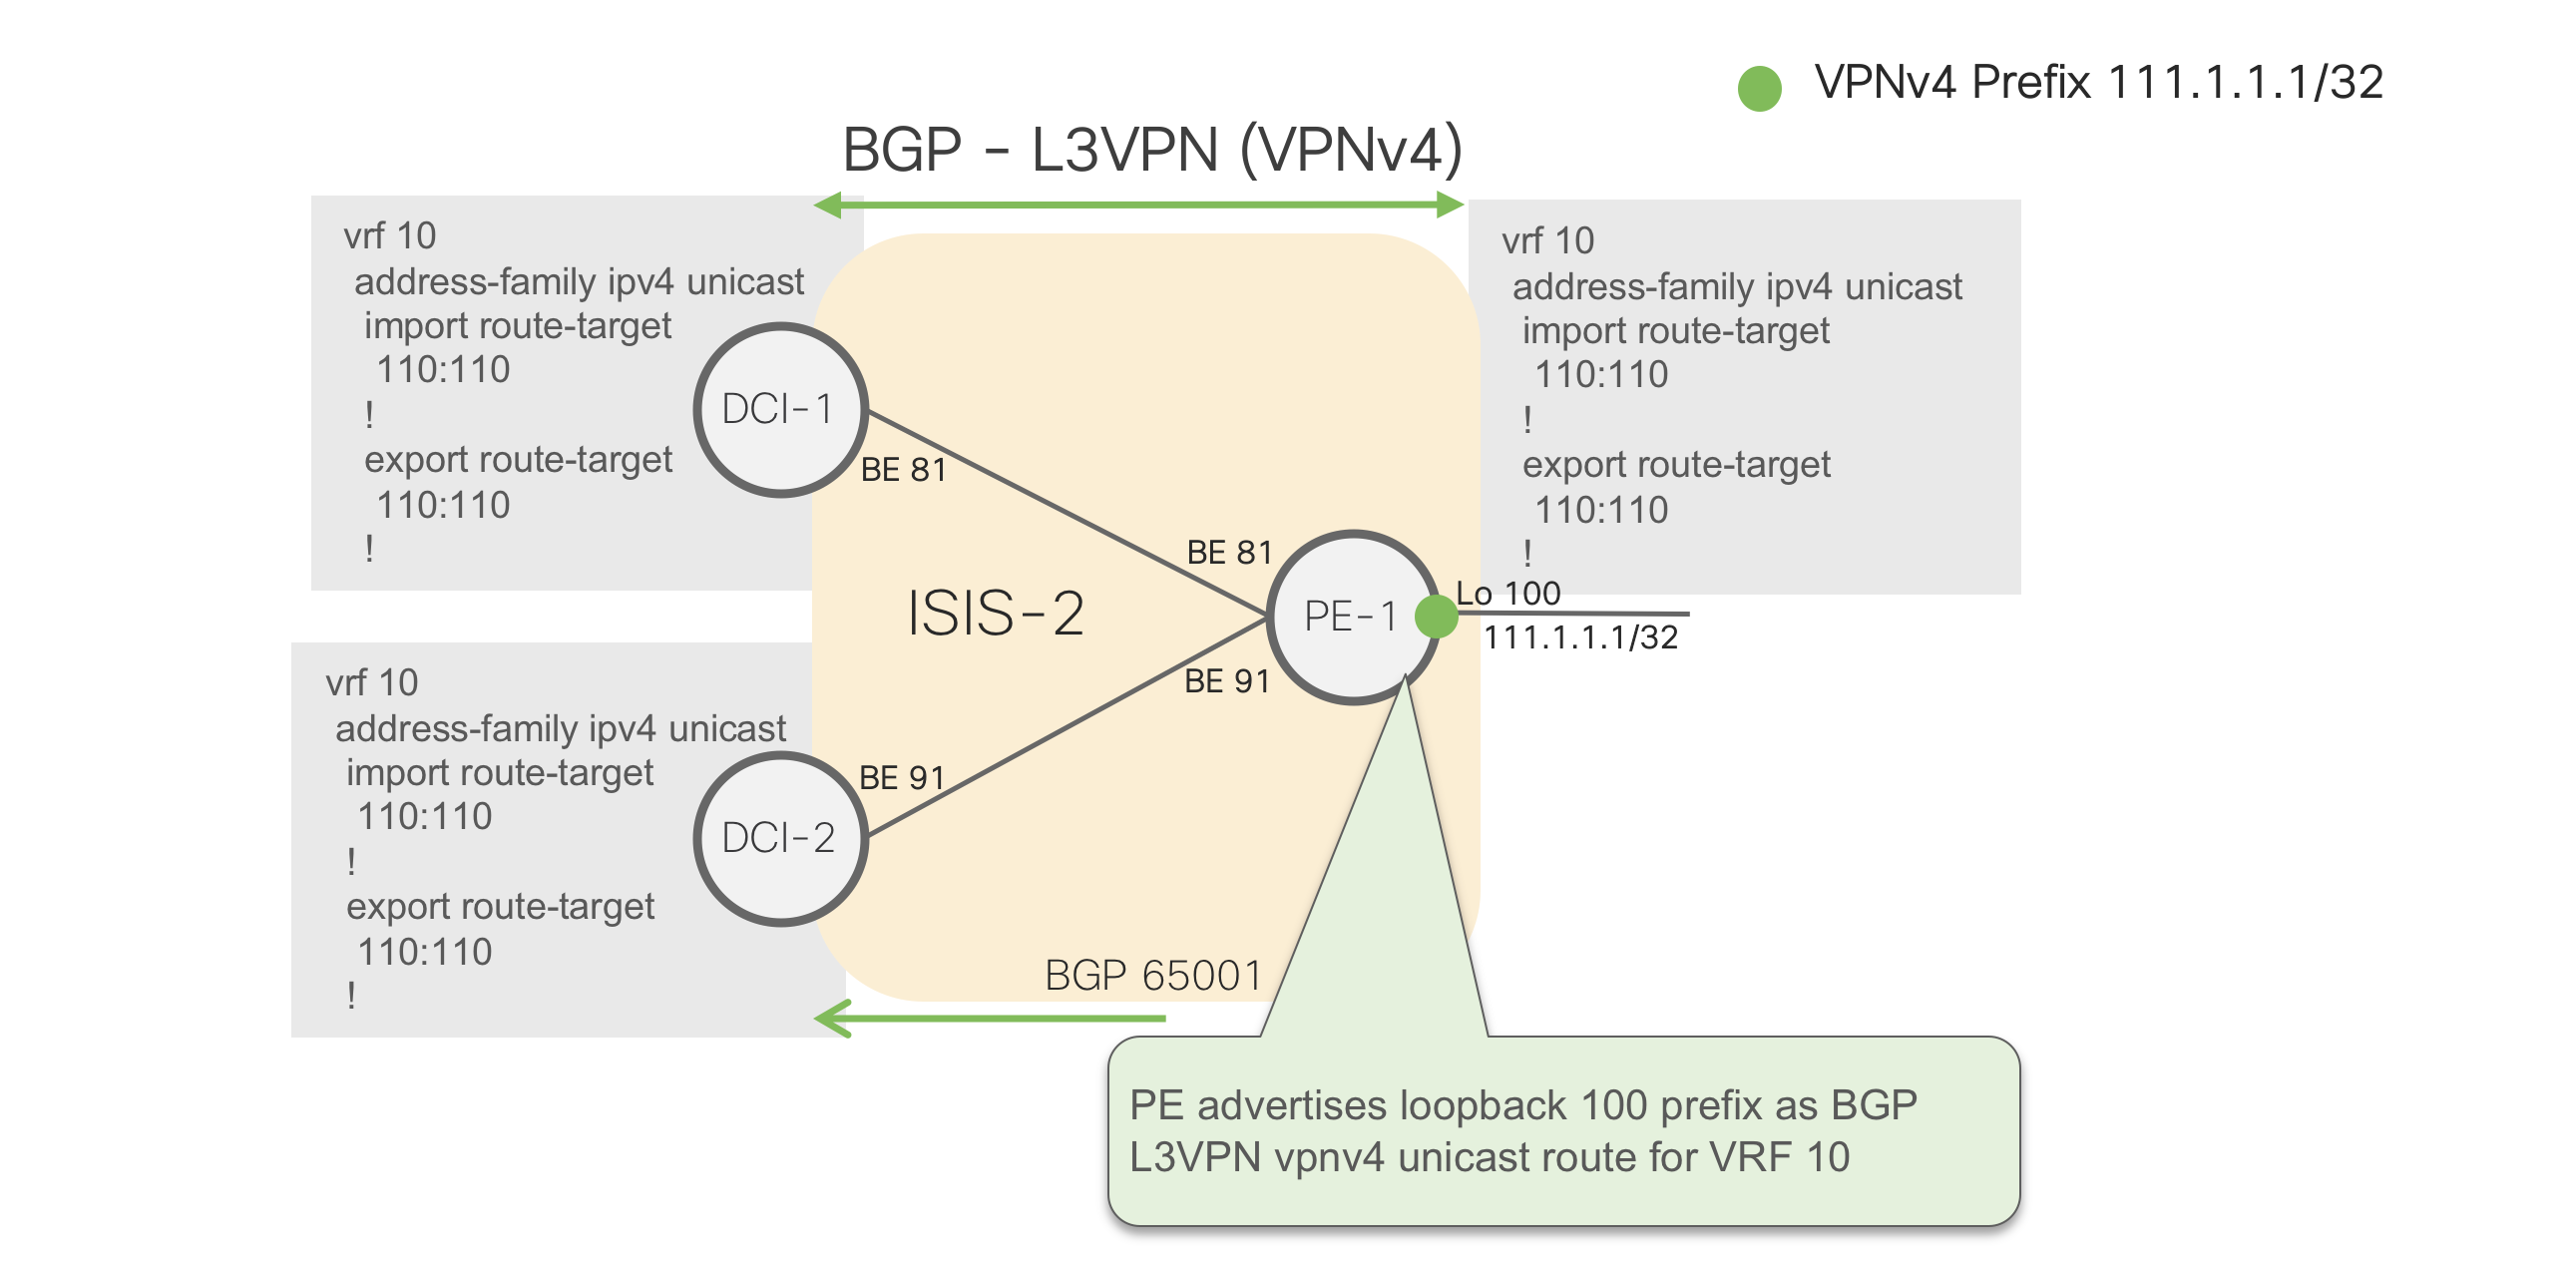 VPNv4 Prefix 111.1.1.1/32
BGP - L3VPN (VPNv4)
vrf 10
address-family ipv4 unicast
import route-target
110:110
!
export route-target
110:110
!
vrf 10
address-family ipv4 unicast
import route-target
110:110
!
export route-target
110:110
!
DCI-1
BE 81
BE 81
ISIS-2
PE-1
Lo 100
111.1.1.1/32
BE 91
vrf 10
address-family ipv4 unicast
import route-target
110:110
!
export route-target
110:110
!
BE 91
DCI-2
BGP 65001
PE advertises loopback 100 prefix as BGP
L3VPN vpnv4 unicast route for VRF 10